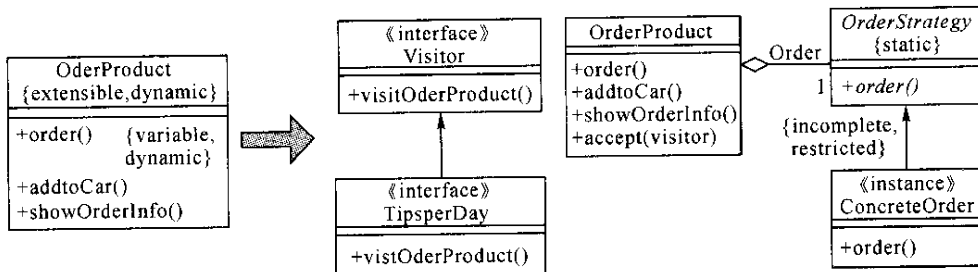 OderProduct
{extensible,dynamic}
+order() {variable,
dynamic}
+addtoCar()
+showOrderInfo()
《interface》
Visitor
+visitOderProduct()
《interface》
TipsperDay
+vistOderProduct()
OrderProduct
+order()
+addtoCar()
+showOrderInfo()
+accept(visitor)
Order
1
OrderStrategy
{static}
+order()
{incomplete,
restricted}
《instance》
ConcreteOrder
+order()